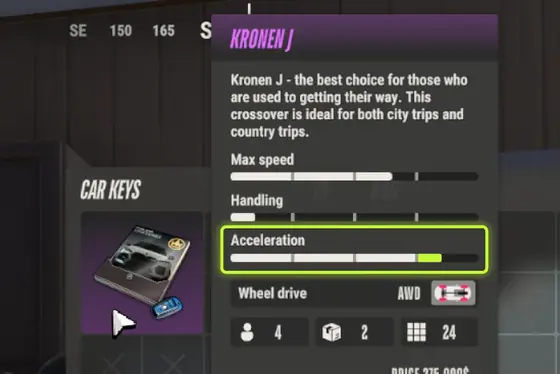 SE 150 165 S
KRONEN J
Kronen J - the best choice for those who
are used to getting their way. This
crossover is ideal for both city trips and
country trips.
Max speed
CAR KEYS
Handling
Acceleration
Wheel drive AWD
4 2 24